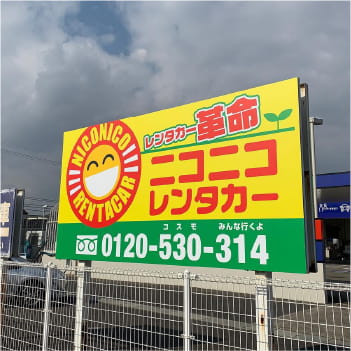 NICONICO
RENTACAR
レンタカー革命
ニコニコ
レンタカー
コスモ みんな行くよ
0120-530-314